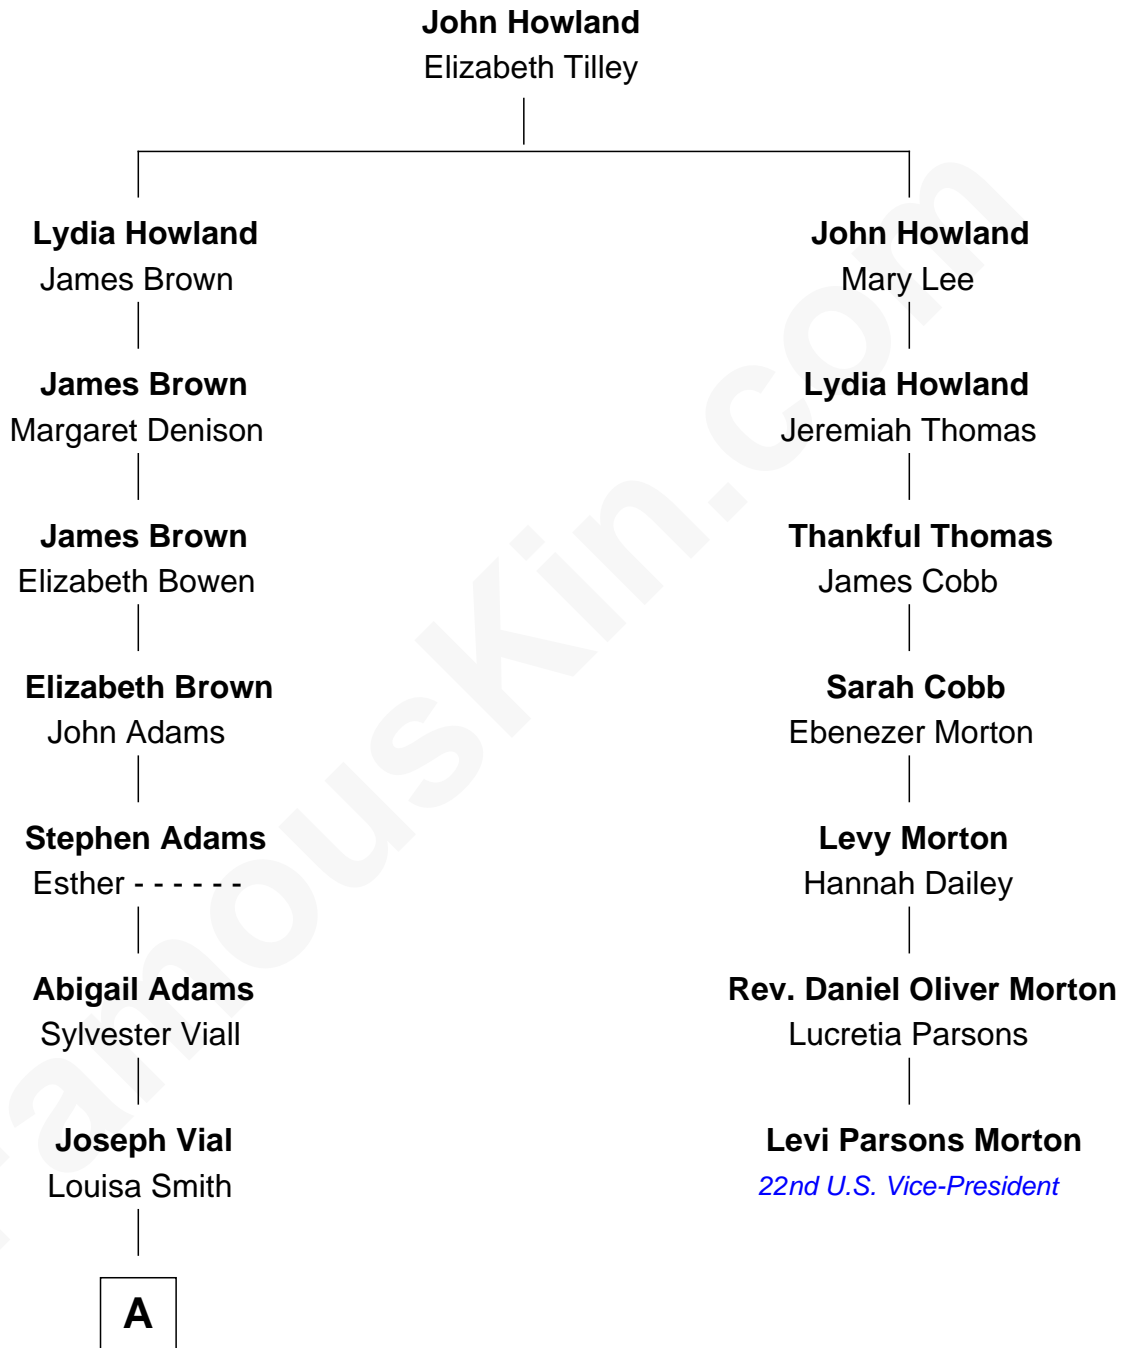 John Howland
Elizabeth Tilley
Lydia Howland
James Brown
John Howland
Mary Lee
James Brown
Margaret Denison
Lydia Howland
Jeremiah Thomas
James Brown
Elizabeth Bowen
Thankful Thomas
James Cobb
Elizabeth Brown
John Adams
Sarah Cobb
Ebenezer Morton
Stephen Adams
Esther - - - - - -
Levy Morton
Hannah Dailey
Abigail Adams
Sylvester Viall
Rev. Daniel Oliver Morton
Lucretia Parsons
Joseph Vial
Louisa Smith
Levi Parsons Morton
22nd U.S. Vice-President
A
FamousKin.com